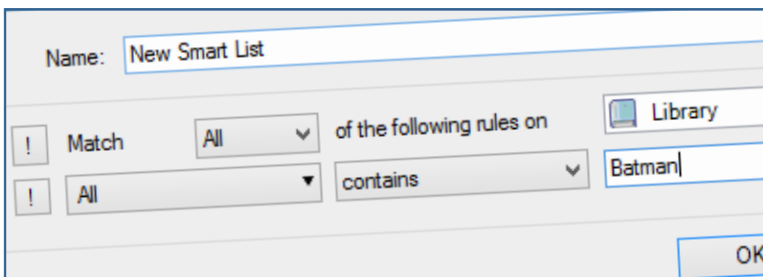 Name: New Smart List
! Match All of the following rules on Library
! All contains Batman
OK